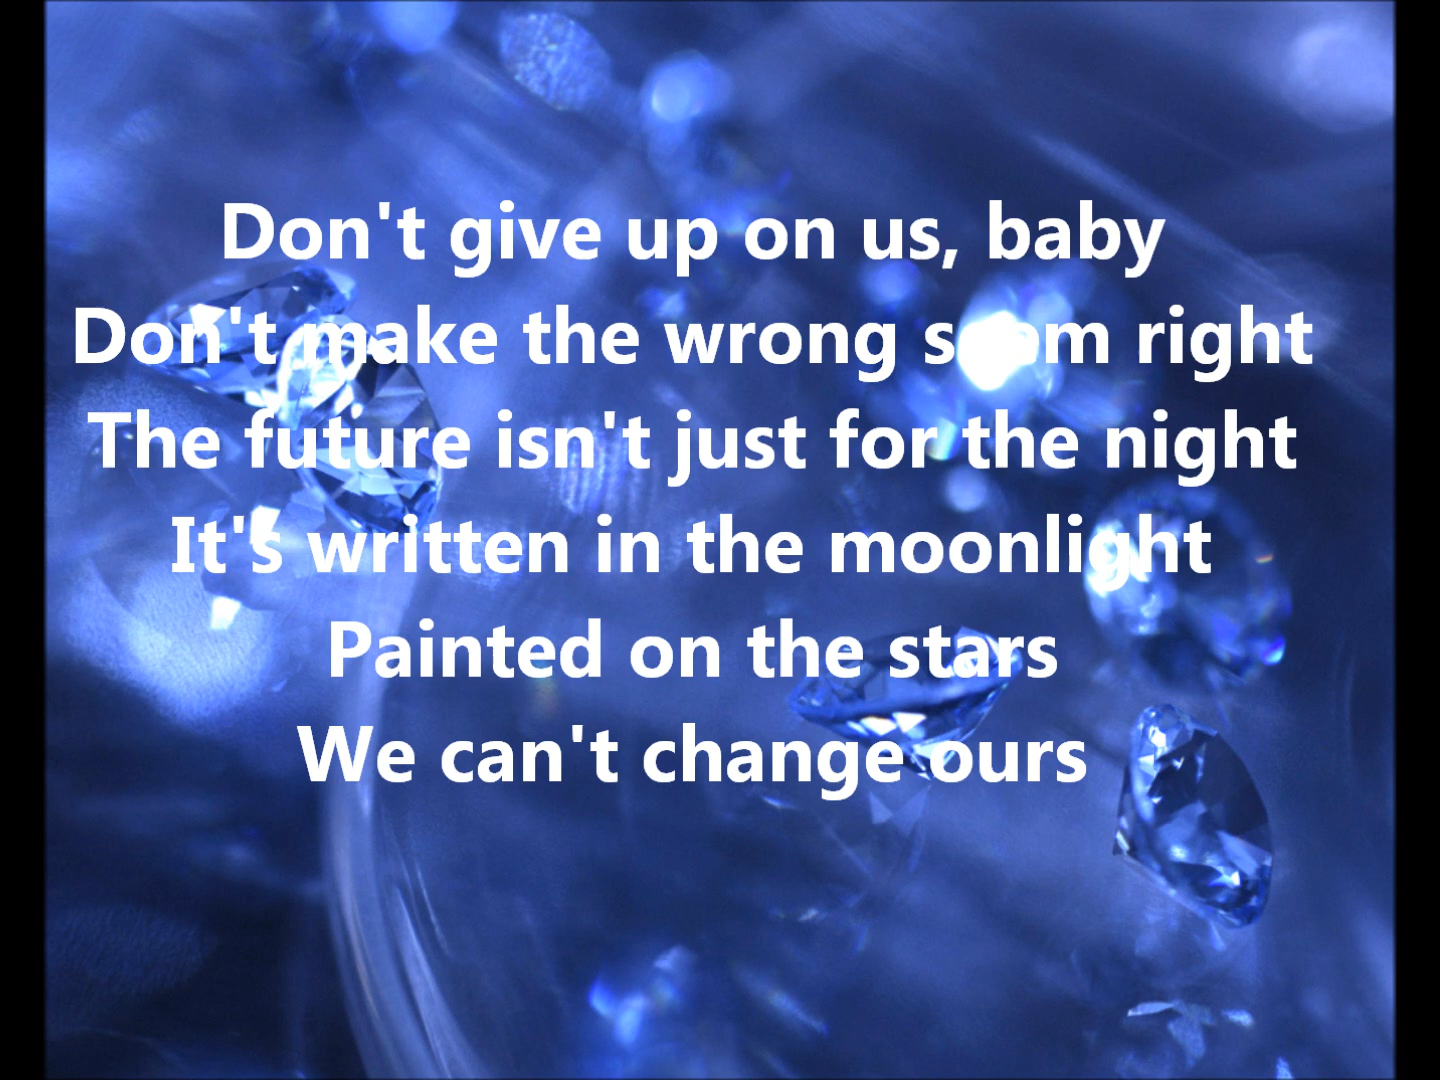 Don't give up on us, baby
Don't make the wrong seem right
The future isn't just for the night
It's written in the moonlight
Painted on the stars
We can't change ours